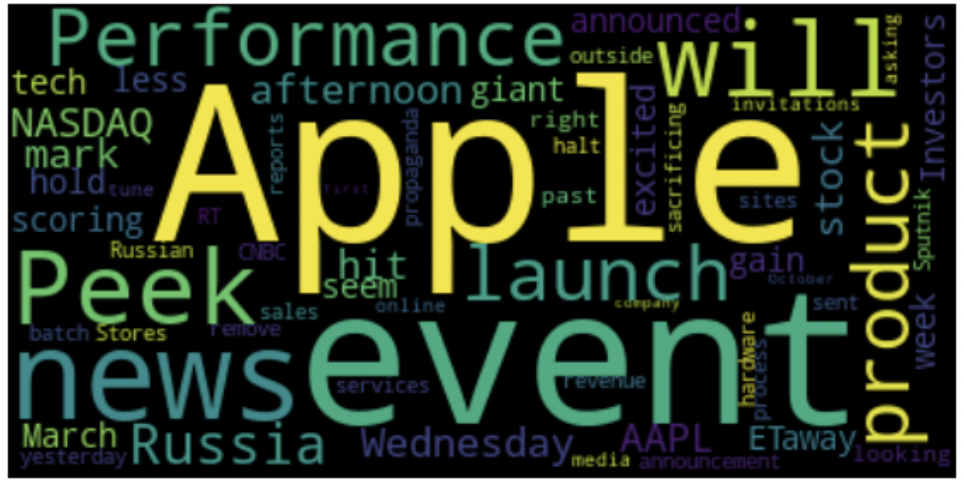 Performance
announced
will
asking
Investors
outside
tech
less
afternoon
giant
invitations
NASDAQ
Apple
reports
propaganda
right
excited
sacrificing
stock
product
mark
halt
hold
tune
first
past
sites
scoring
RT
Sputnik
Russian
CNBC
hit
launch
gain
Peek
seem
October
sales
online
company
sent
week
batch
Stores
remove
news
event
hardware
process
services
revenue
March
Russia
Wednesday
AAPL
ETaway
looking
yesterday
media
announcement